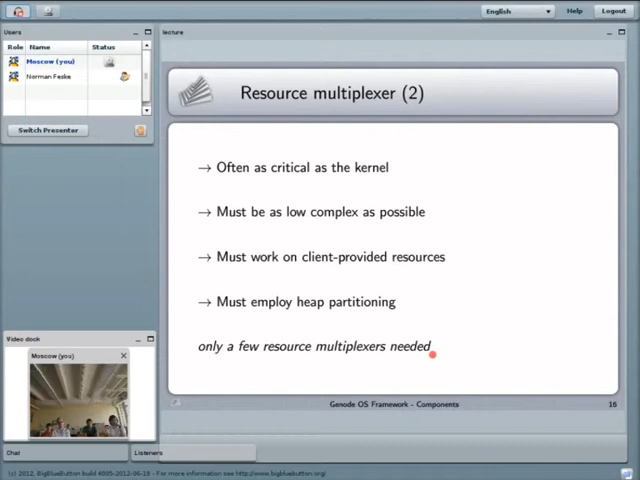 English
Help
Logout
Users
Role Name Status
Moscow (you)
Norman Feske
Switch Presenter
lecture
Resource multiplexer (2)
→ Often as critical as the kernel
→ Must be as low complex as possible
→ Must work on client-provided resources
→ Must employ heap partitioning
only a few resource multiplexers needed
Genode OS Framework - Components 16
Video dock
Moscow (you)
Chat
Listeners
(c) 2012, BigBlueButton build 4005-2012-06-19 - For more information see http://www.bigbluebutton.org/